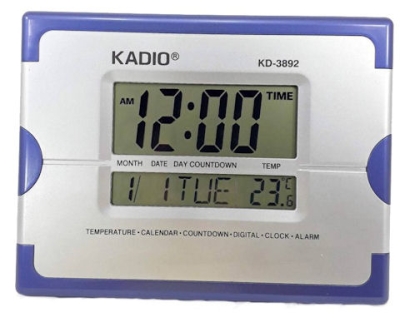 KADIO® KD-3892
AM 12:00 TIME
MONTH DATE DAY COUNTDOWN TEMP
1/ 1 TUE 23.6°C
TEMPERATURE • CALENDAR • COUNTDOWN • DIGITAL • CLOCK • ALARM